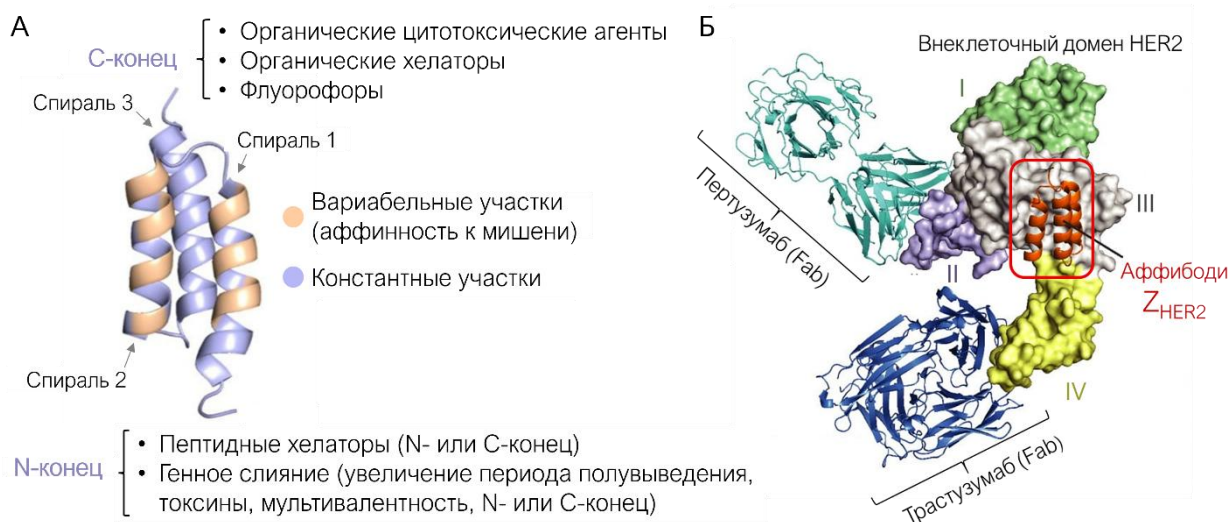 А
С-конец
• Органические цитотоксические агенты
• Органические хелаторы
• Флуорофоры
Спираль 3
Спираль 1
Вариабельные участки
(аффинность к мишени)
Константные участки
Спираль 2
N-конец
• Пептидные хелаторы (N- или С-конец)
• Генное слияние (увеличение периода полувыведения,
токсины, мультивалентность, N- или С-конец)
Б
Внеклеточный домен HER2
I
Пертузумаб (Fab)
III
II
Аффибоди
ZHER2
IV
Трастузумаб (Fab)